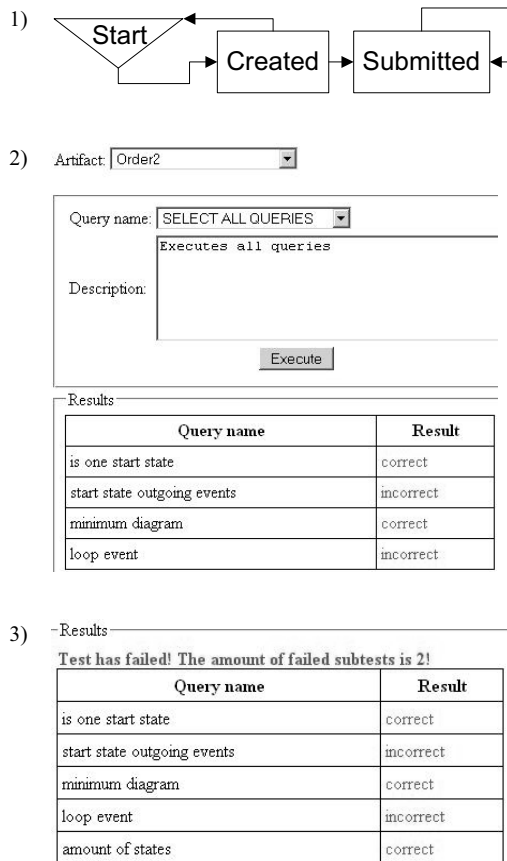 1)
Start
Created
Submitted
2)
Artifact: Order2
Query name: SELECT ALL QUERIES
Executes all queries
Description:
Execute
Results
Query name Result
is one start state correct
start state outgoing events incorrect
minimum diagram correct
loop event incorrect
3)
Results
Test has failed! The amount of failed subtests is 2!
Query name Result
is one start state correct
start state outgoing events incorrect
minimum diagram correct
loop event incorrect
amount of states correct